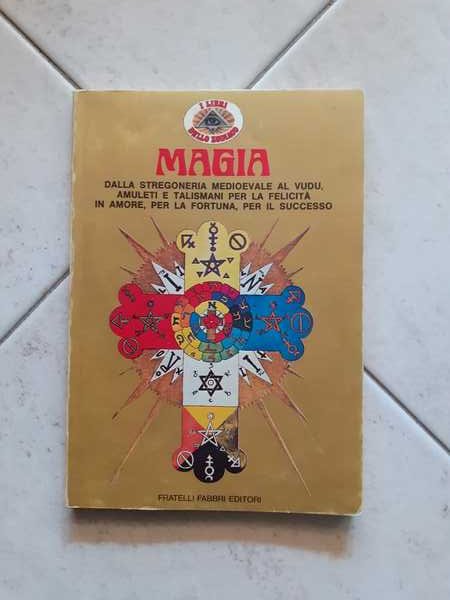 I LIBRI
DELLO ZODIACO
MAGIA
DALLA STREGONERIA MEDIOEVALE AL VUDU,
AMULETI E TALISMANI PER LA FELICITÀ
IN AMORE, PER LA FORTUNA, PER IL SUCCESSO
I N
R I
FRATELLI FABBRI EDITORI